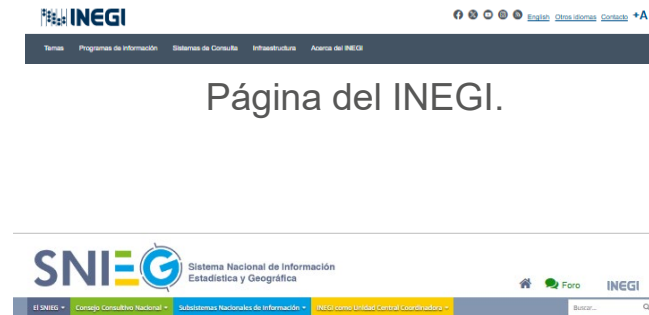 INEGI
English Otros idiomas Contacto +A
Temas Programas de información Sistemas de Consulta Infraestructura Acerca del INEGI
Página del INEGI.
SNIEG
Sistema Nacional de Información
Estadística y Geográfica
Foro INEGI
El SNIEG Consejo Consultivo Nacional Subsistemas Nacionales de Información INEGI como Unidad Central Coordinadora Buscar...